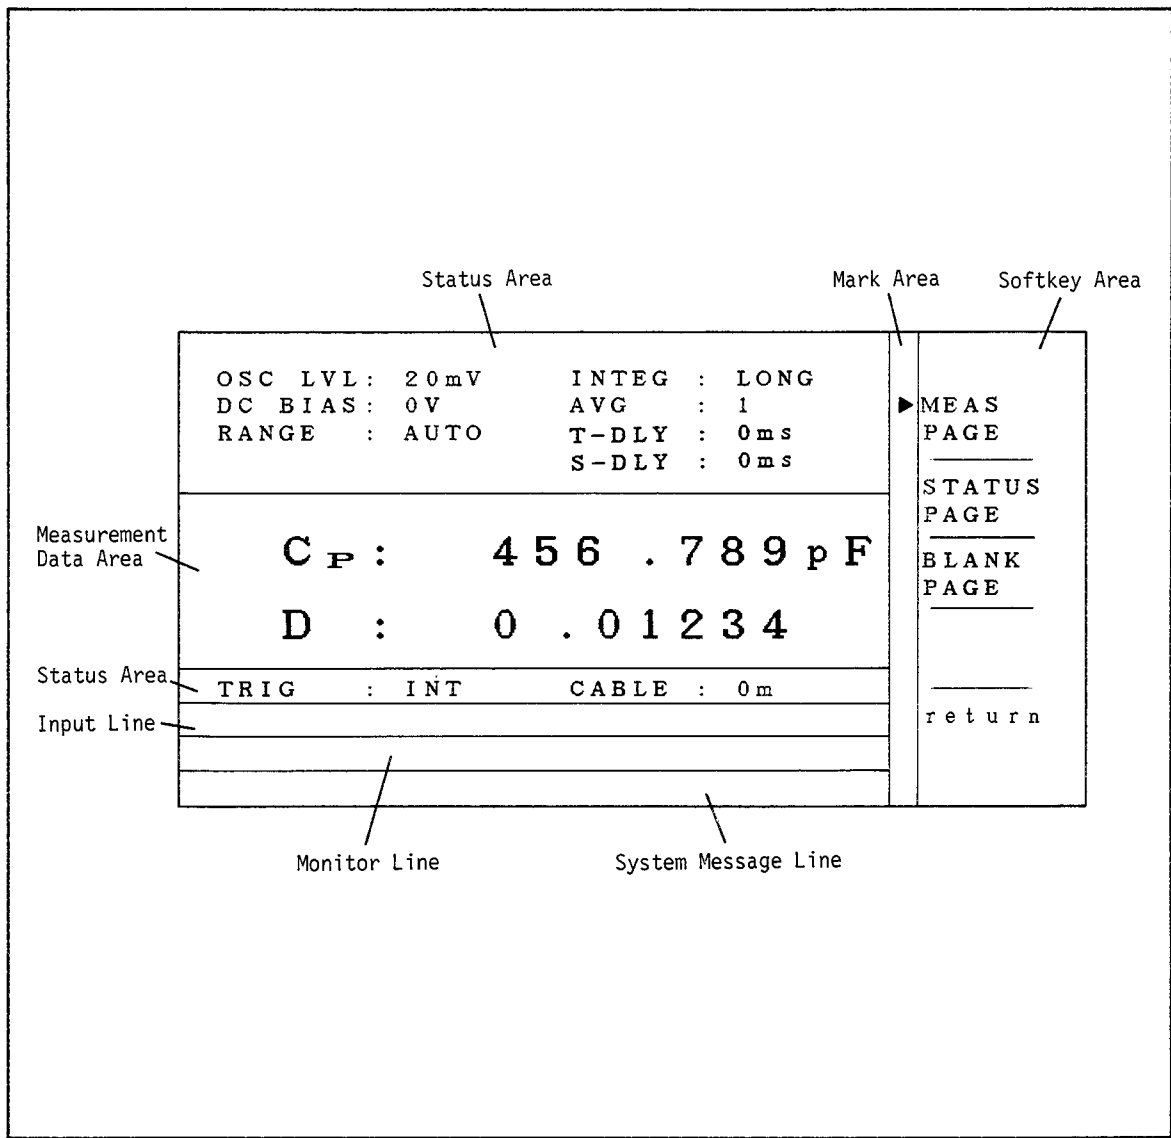 Status Area
Mark Area
Softkey Area
OSC LVL: 20mV INTEG : LONG
DC BIAS: 0V AVG : 1
RANGE : AUTO T-DLY : 0ms
S-DLY : 0ms
▶MEAS
PAGE
STATUS
PAGE
BLANK
PAGE
return
Measurement
Data Area
CP: 456.789pF
D : 0.01234
Status Area
TRIG : INT CABLE : 0m
Input Line
Monitor Line
System Message Line